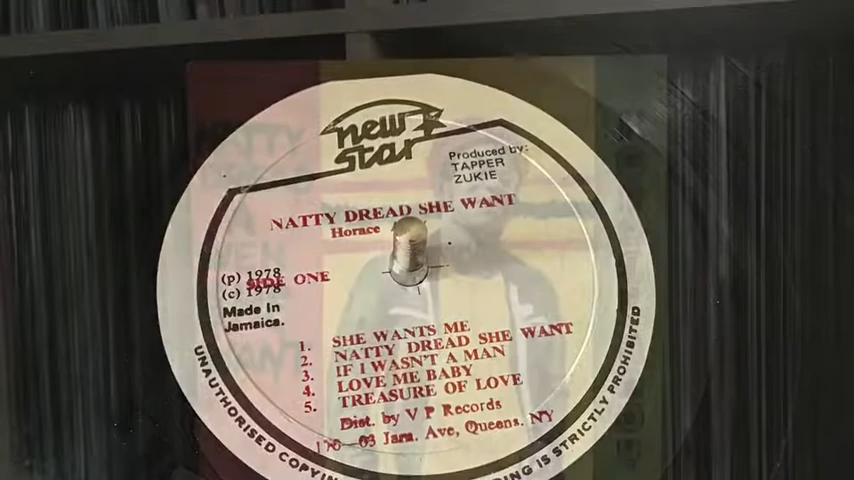 new
star
Produced by:
TAPPER
ZUKIE
NATTY DREAD SHE WANT
Horace
(p) 1978
SIDE ONE
(c) 1978
Made in
Jamaica.
1. SHE WANTS ME
2. NATTY DREAD SHE WANT
3. IF I WASN'T A MAN
4. LOVE ME BABY
5. TREASURE OF LOVE
Dist. by V P Records
170-03 Jama. Ave., Queens. NY
UNAUTHORISED COPYIN
ING IS STRICTLY PROHIBITED
NATTY